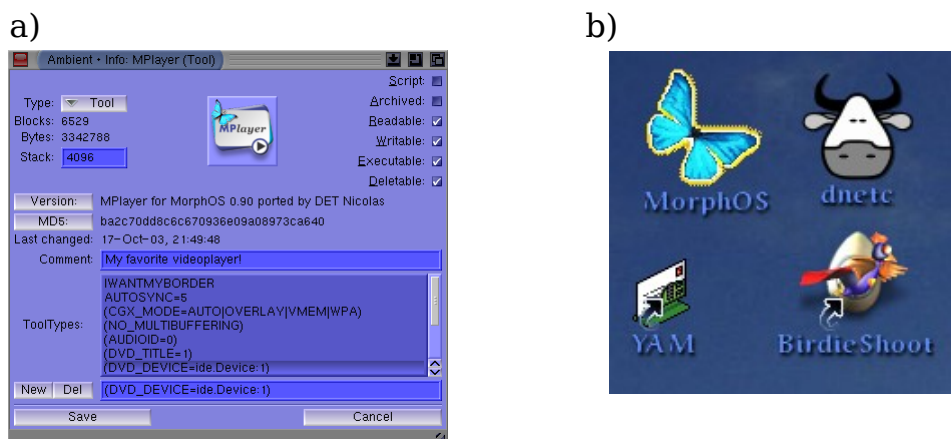 a)
b)
Ambient • Info: MPlayer (Tool)
Script:
Type: Tool
Archived:
Blocks: 6529
Readable:
Bytes: 3342788
Writable:
Stack: 4096
Executable:
Deletable:
MPlayer
Version: MPlayer for MorphOS 0.90 ported by DET Nicolas
MD5: ba2c70dd8c6c670936e09a08973ca640
Last changed: 17-Oct-03, 21:49:48
Comment: My favorite videoplayer!
ToolTypes:
IWANTMYBORDER
AUTOSYNC=5
(CGX_MODE=AUTO|OVERLAY|VMEM|WPA)
(NO_MULTIBUFFERING)
(AUDIOID=0)
(DVD_TITLE=1)
(DVD_DEVICE=ide.Device:1)
New Del (DVD_DEVICE=ide.Device:1)
Save Cancel
MorphOS dnetc
YAM BirdieShoot